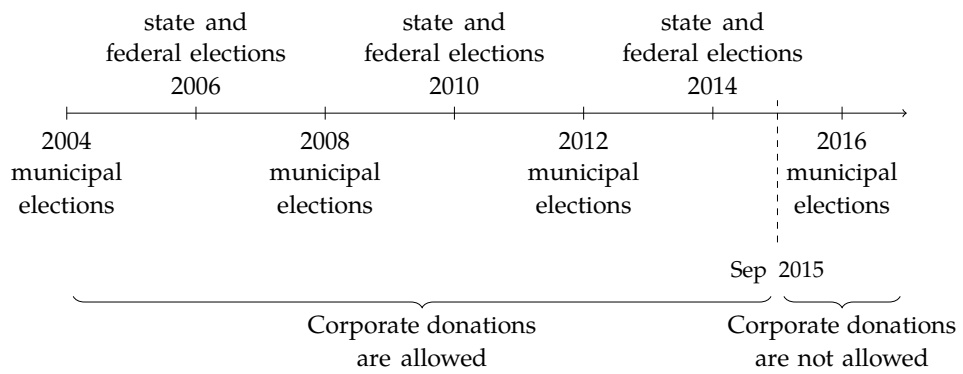 state and
federal elections
2006
state and
federal elections
2010
state and
federal elections
2014
2004
municipal
elections
2008
municipal
elections
2012
municipal
elections
2016
municipal
elections
Sep 2015
Corporate donations
are allowed
Corporate donations
are not allowed